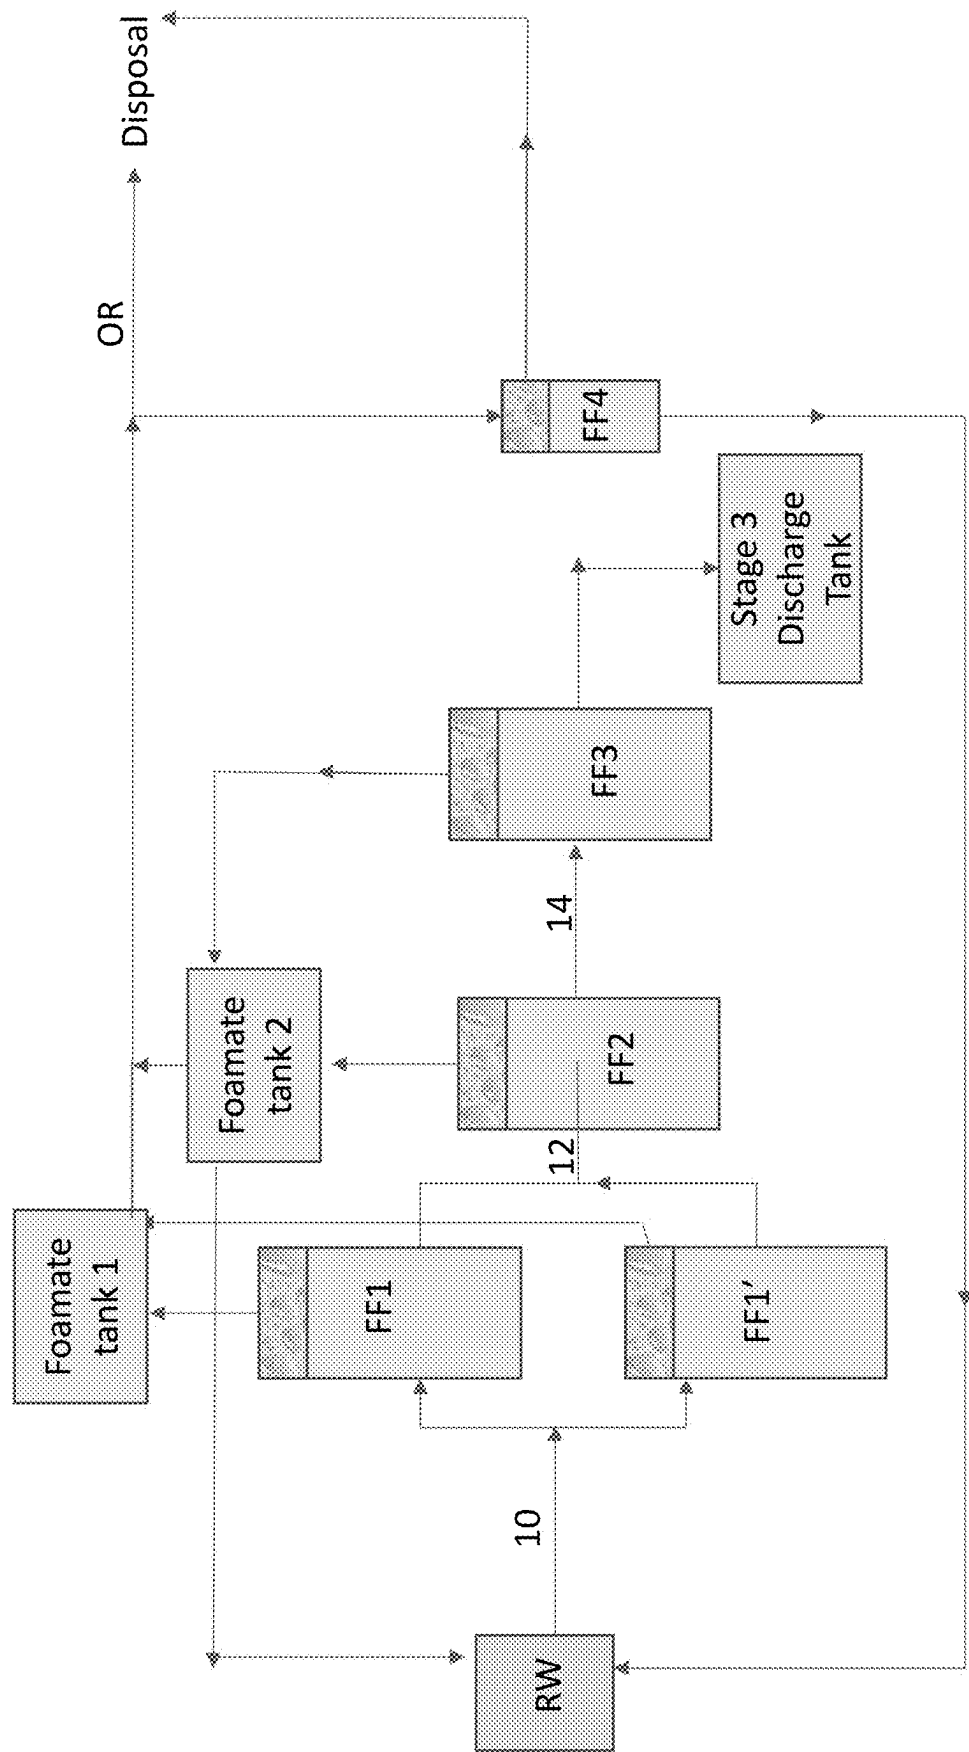 Foamate
tank 1
Foamate
tank 2
OR
Disposal
RW
10
FF1
FF1’
12
FF2
14
FF3
Stage 3
Discharge
Tank
FF4